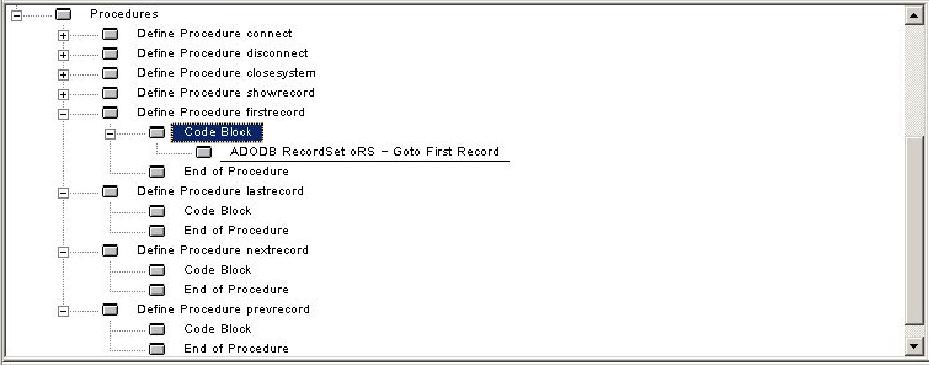 Procedures
Define Procedure connect
Define Procedure disconnect
Define Procedure closesystem
Define Procedure showrecord
Define Procedure firstrecord
Code Block
ADODB RecordSet oRS - Goto First Record
End of Procedure
Define Procedure lastrecord
Code Block
End of Procedure
Define Procedure nextrecord
Code Block
End of Procedure
Define Procedure prevrecord
Code Block
End of Procedure